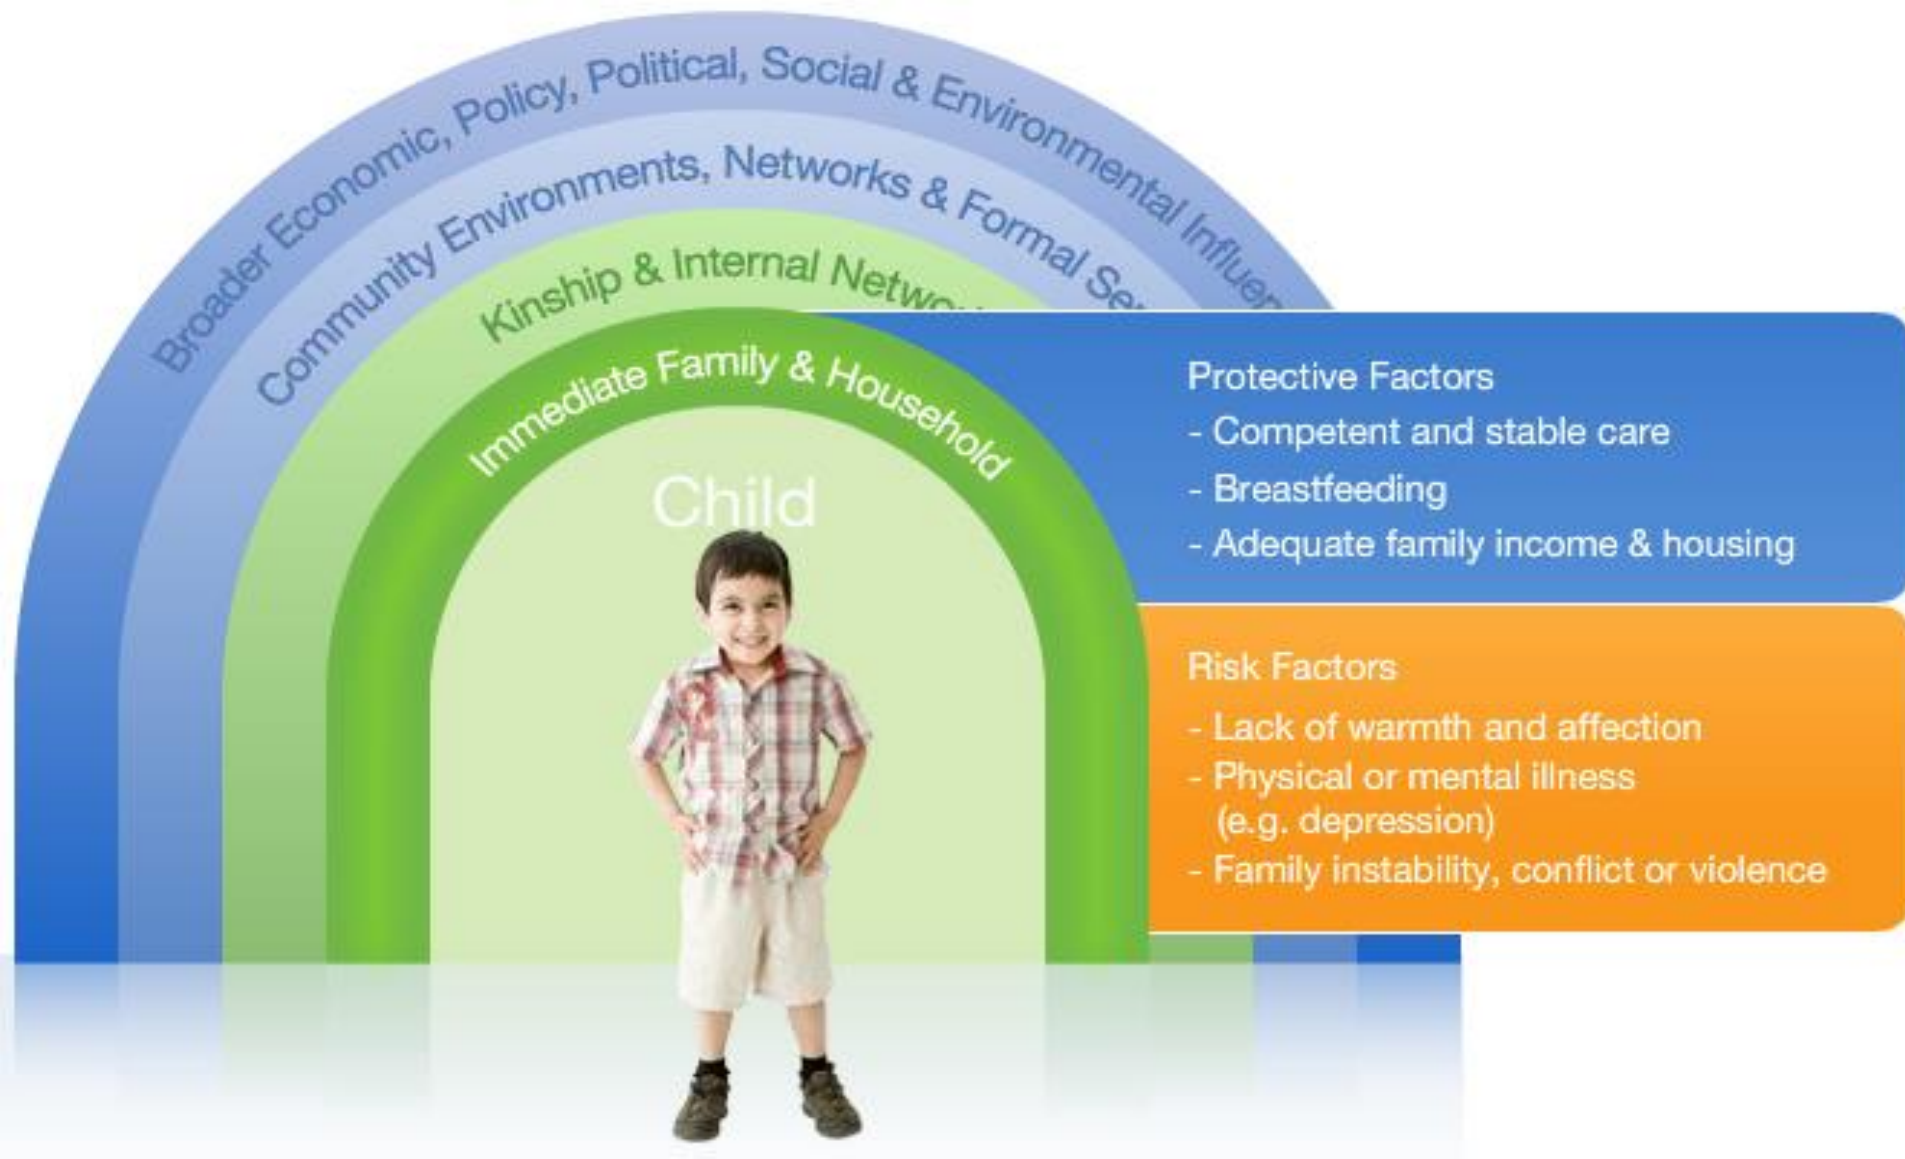 Broader Economic, Policy, Political, Social & Environmental
Community Environments, Networks & Formal
Kinship & Internal
Immediate Family & Household
Child
Protective Factors
- Competent and stable care
- Breastfeeding
- Adequate family income & housing
Risk Factors
- Lack of warmth and affection
- Physical or mental illness
(e.g. depression)
- Family instability, conflict or violence